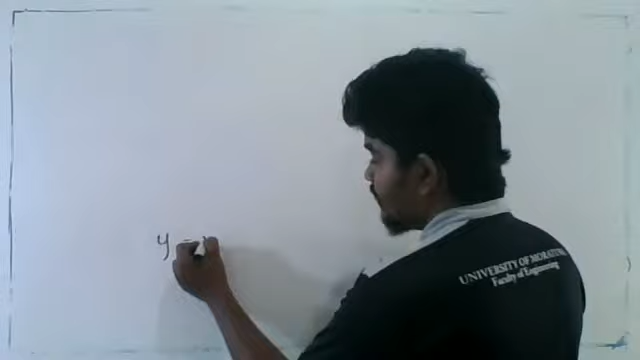 y =
UNIVERSITY OF MORATUWA
Faculty of Engineering